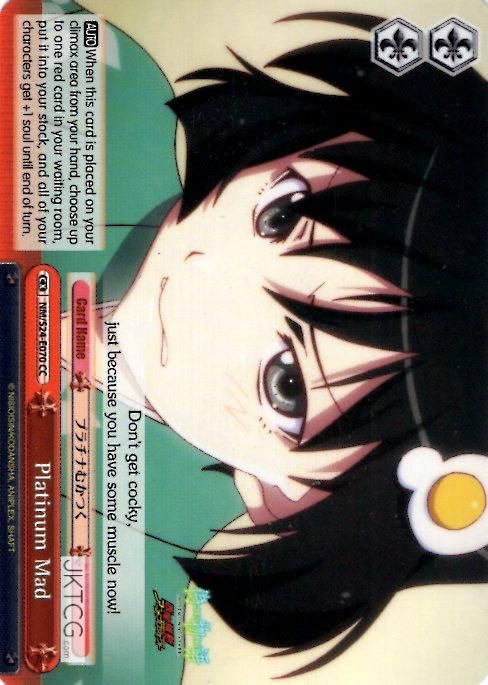 [AUTO] When this card is placed on your
climax area from your hand, choose up
to one red card in your waiting room,
put it into your stock, and all of your
characters get +1 soul until end of turn.
Don't get cocky,
just because you have some muscle now!
Card Name
プラチナむかつく
CX
NM/S24-E070 CC
Platinum Mad
JKTCG.com
© NISIOISIN/KODANSHA, ANIPLEX, SHAFT